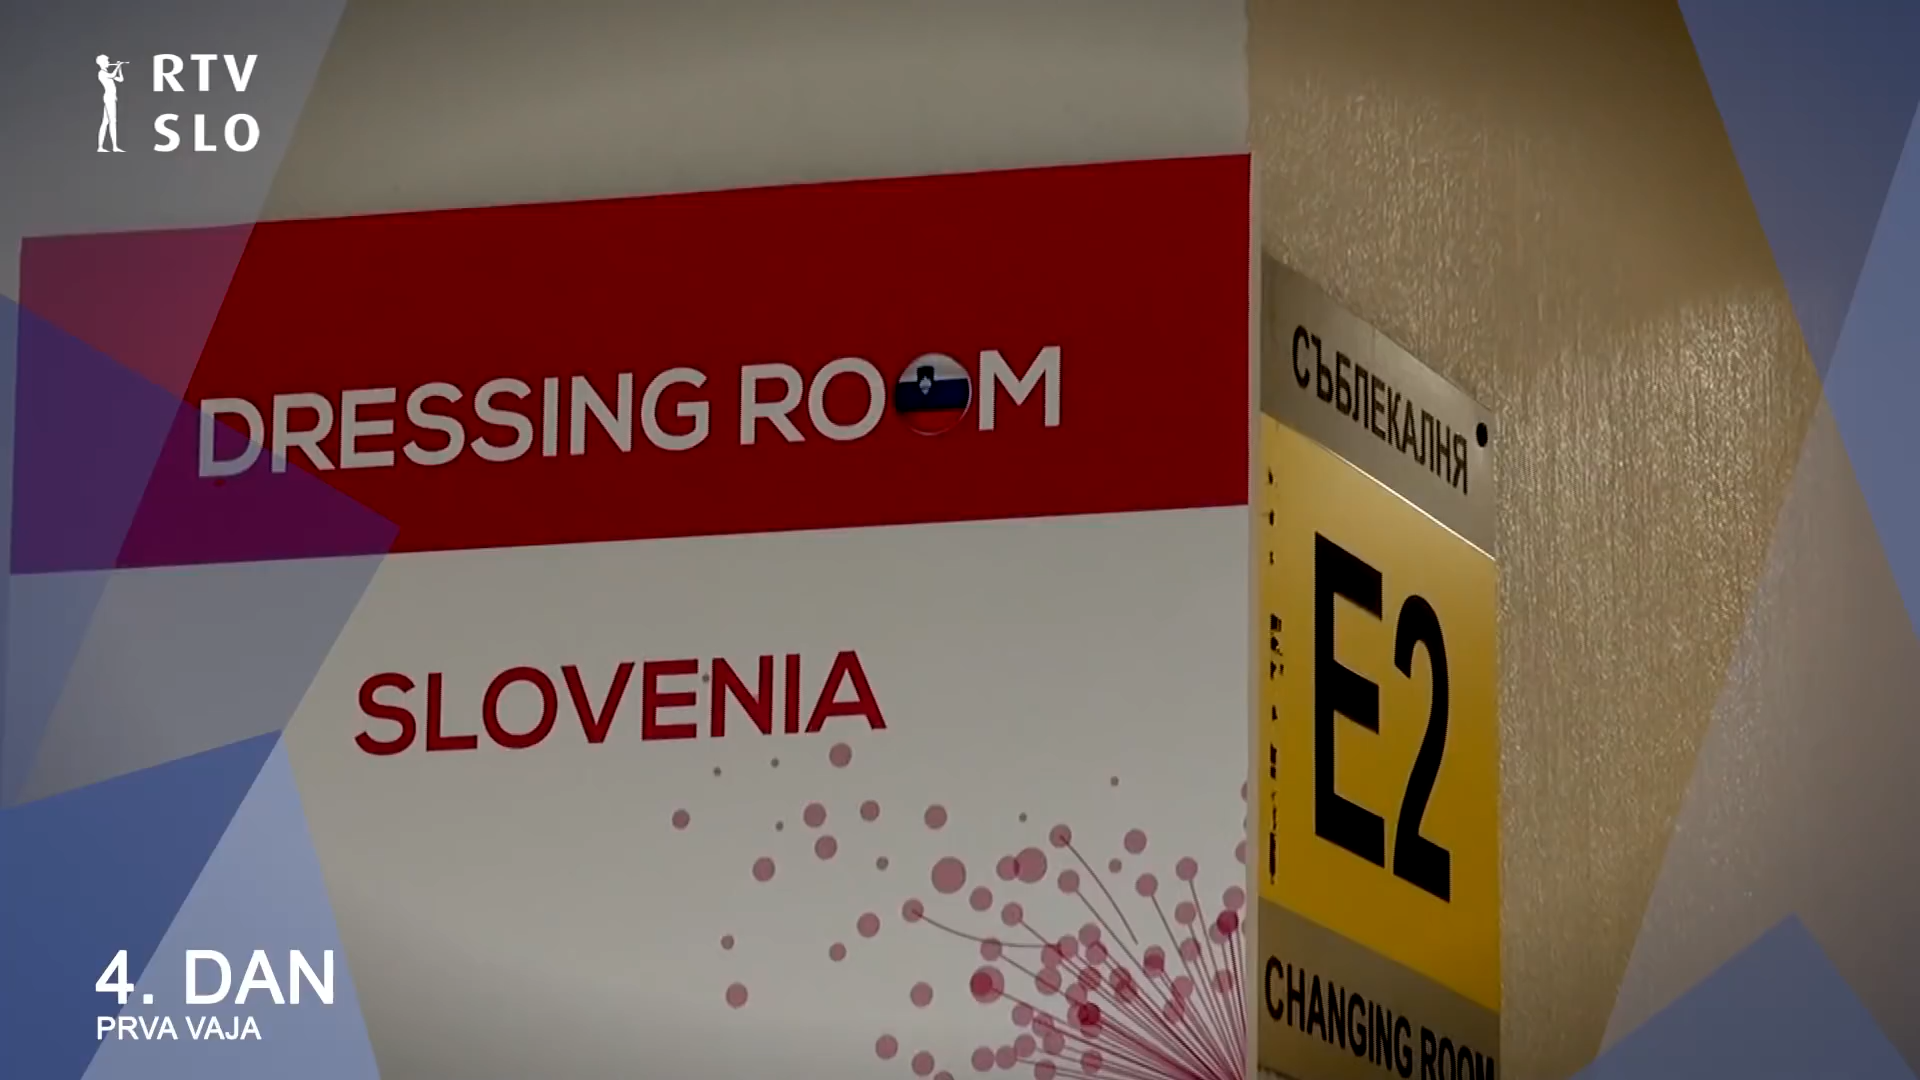 RTV
SLO
DRESSING ROOM
SLOVENIA
СЪБЛЕКАЛНЯ
E2
CHANGING ROOM
4. DAN
PRVA VAJA